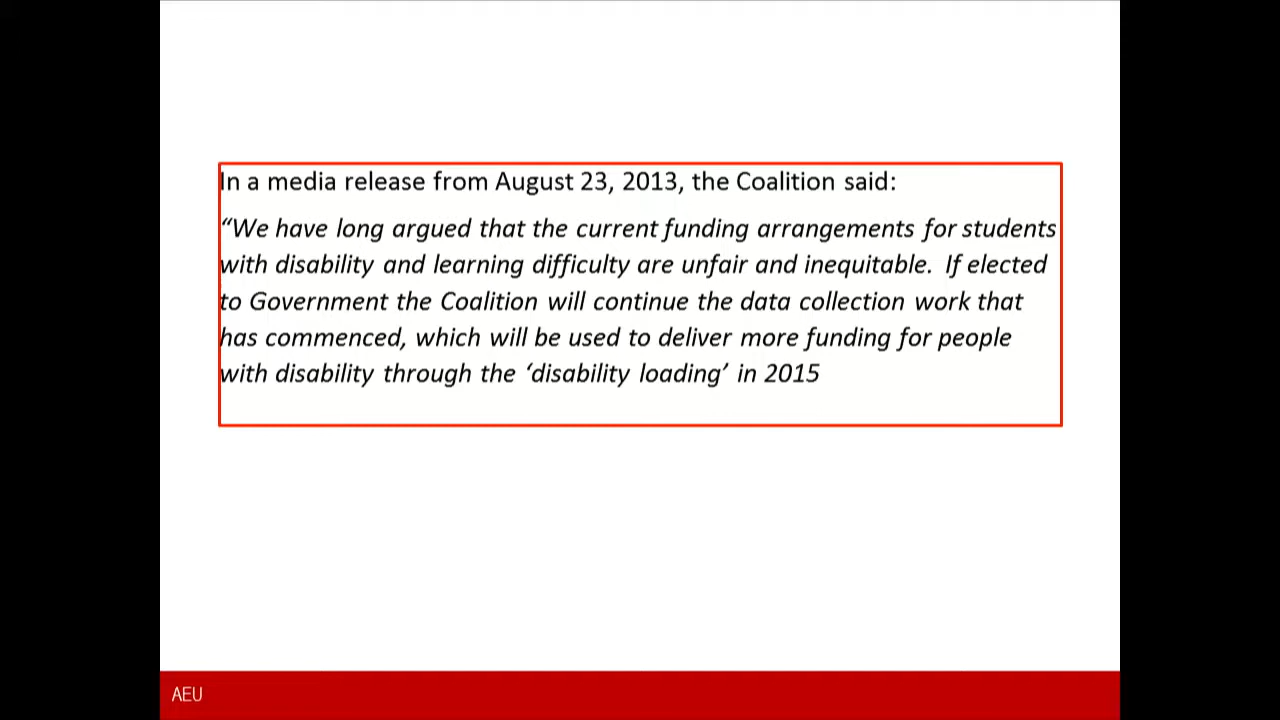 In a media release from August 23, 2013, the Coalition said:
“We have long argued that the current funding arrangements for students
with disability and learning difficulty are unfair and inequitable.  If elected
to Government the Coalition will continue the data collection work that
has commenced, which will be used to deliver more funding for people
with disability through the ‘disability loading’ in 2015
AEU